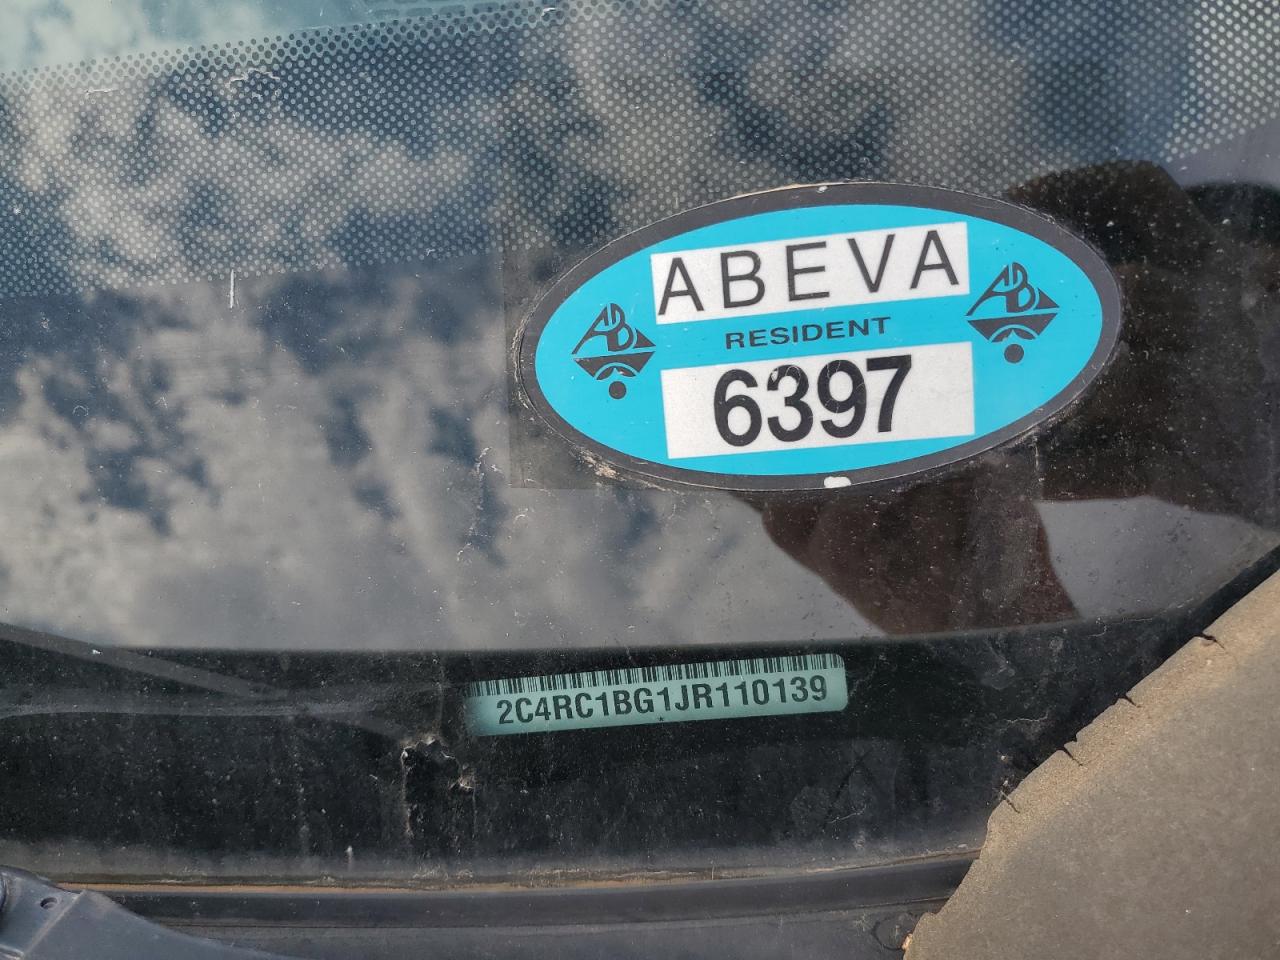 ABEVA
RESIDENT
6397
2C4RC1BG1JR110139